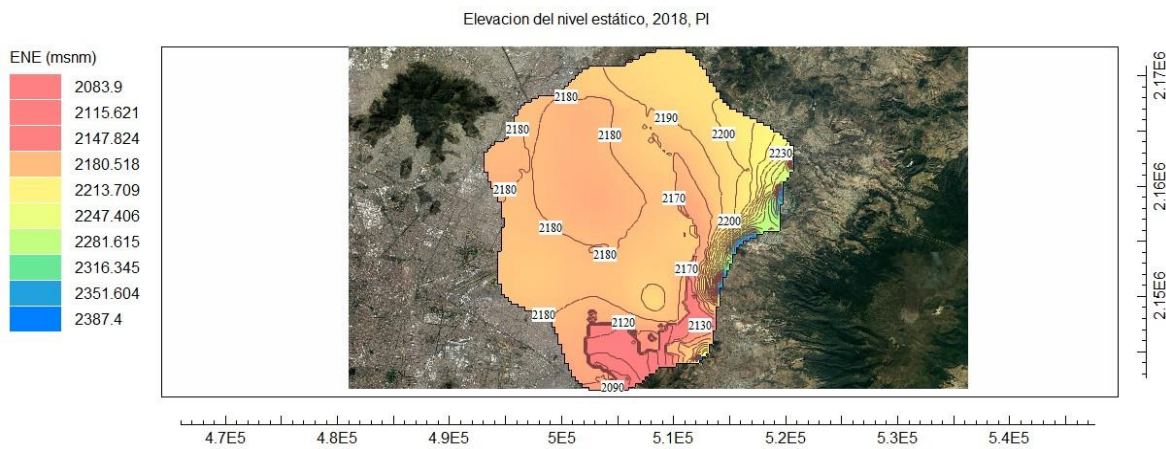 Elevacion del nivel estático, 2018, PI
ENE (msnm)
2083.9
2115.621
2147.824
2180.518
2213.709
2247.406
2281.615
2316.345
2351.604
2387.4
2180
2190
2180
2180
2200
2230
2180
2170
2200
2180
2180
2170
2180
2120
2130
2090
2.17E6
2.16E6
2.15E6
4.7E5
4.8E5
4.9E5
5E5
5.1E5
5.2E5
5.3E5
5.4E5